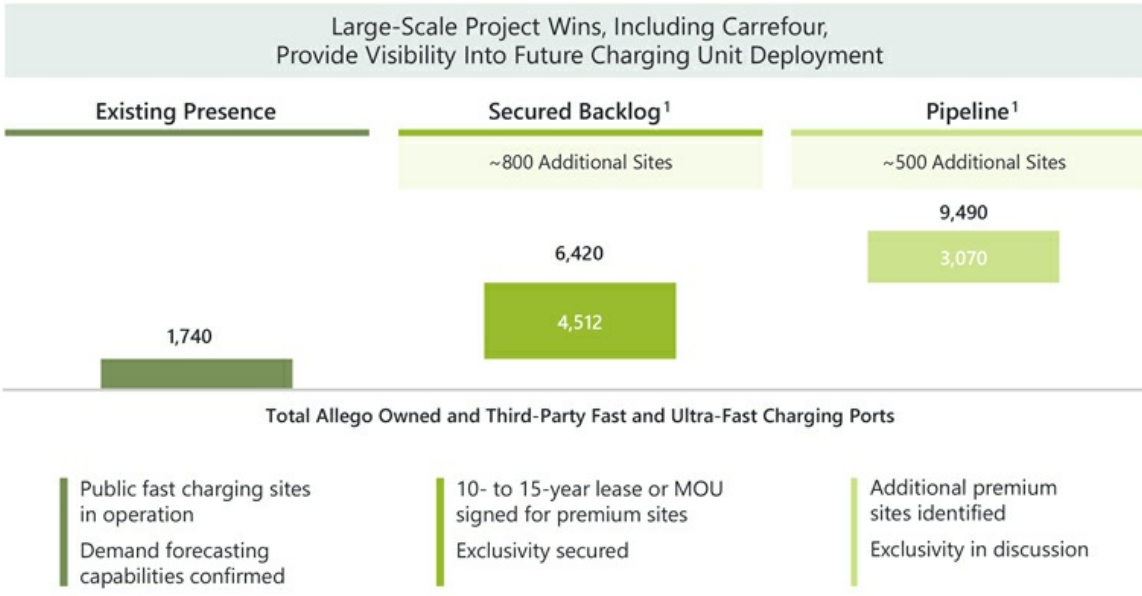 Large-Scale Project Wins, Including Carrefour,
Provide Visibility Into Future Charging Unit Deployment
Existing Presence
Secured Backlog¹
Pipeline¹
~800 Additional Sites
~500 Additional Sites
9,490
3,070
6,420
4,512
1,740
Total Allego Owned and Third-Party Fast and Ultra-Fast Charging Ports
Public fast charging sites
in operation
Demand forecasting
capabilities confirmed
10- to 15-year lease or MOU
signed for premium sites
Exclusivity secured
Additional premium
sites identified
Exclusivity in discussion